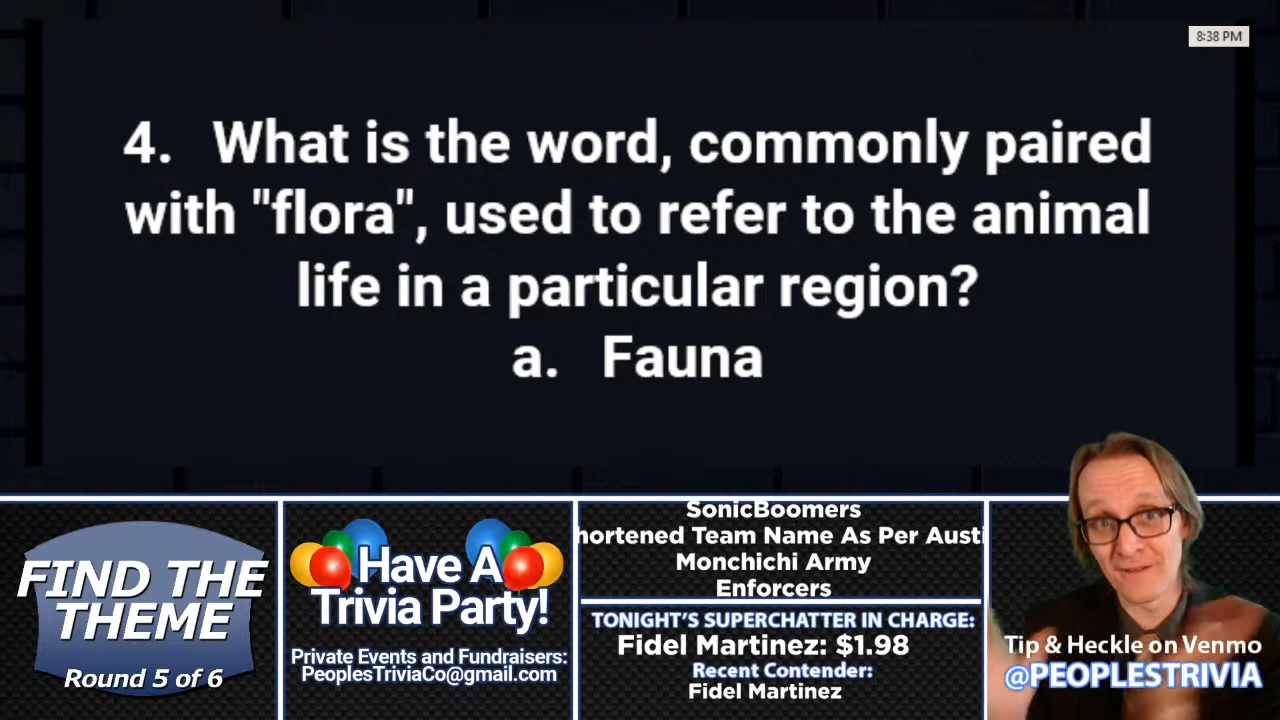 8:38 PM
4. What is the word, commonly paired
with "flora", used to refer to the animal
life in a particular region?
a. Fauna
FIND THE
THEME
Round 5 of 6
Have A
Trivia Party!
Private Events and Fundraisers:
PeoplesTriviaCo@gmail.com
SonicBoomers
hortened Team Name As Per Austi
Monchichi Army
Enforcers
TONIGHT'S SUPERCHATTER IN CHARGE:
Fidel Martinez: $1.98
Recent Contender:
Fidel Martinez
Tip & Heckle on Venmo
@PEOPLESTRIVIA